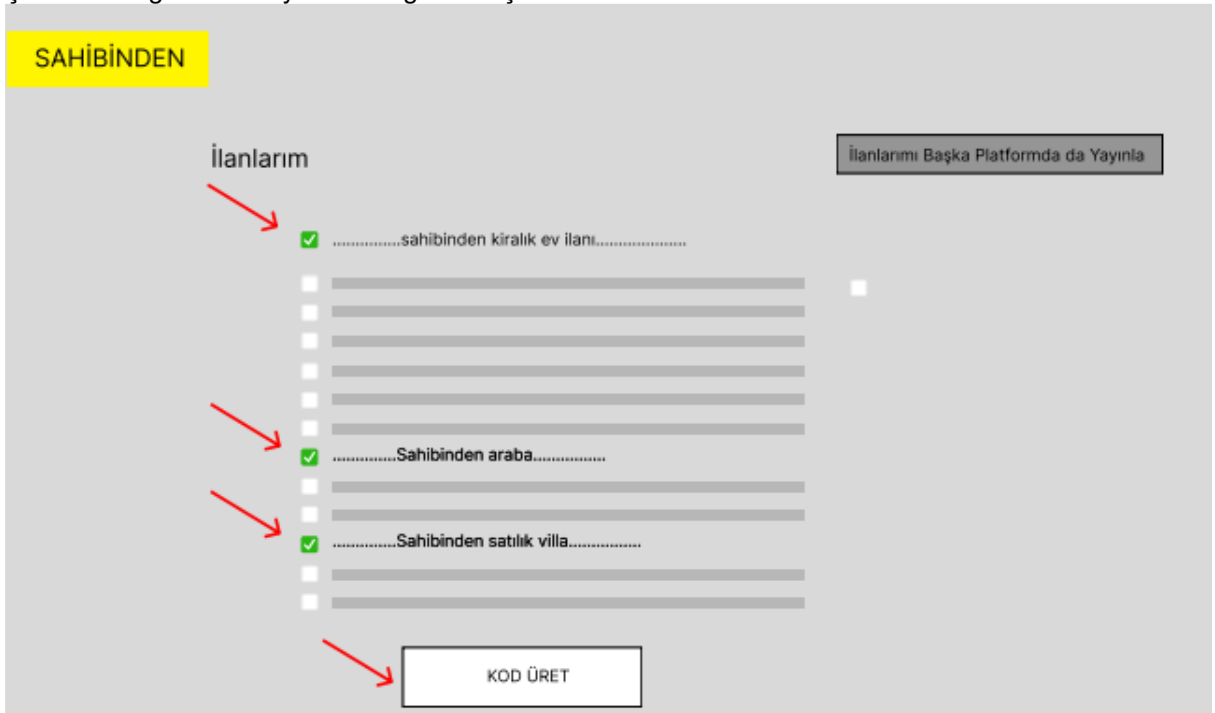 SAHİBİNDEN
İlanlarım
İlanlarımı Başka Platformda da Yayınla
...............sahibinden kiralık ev ilanı....................
..............Sahibinden araba................
..............Sahibinden satılık villa................
KOD ÜRET